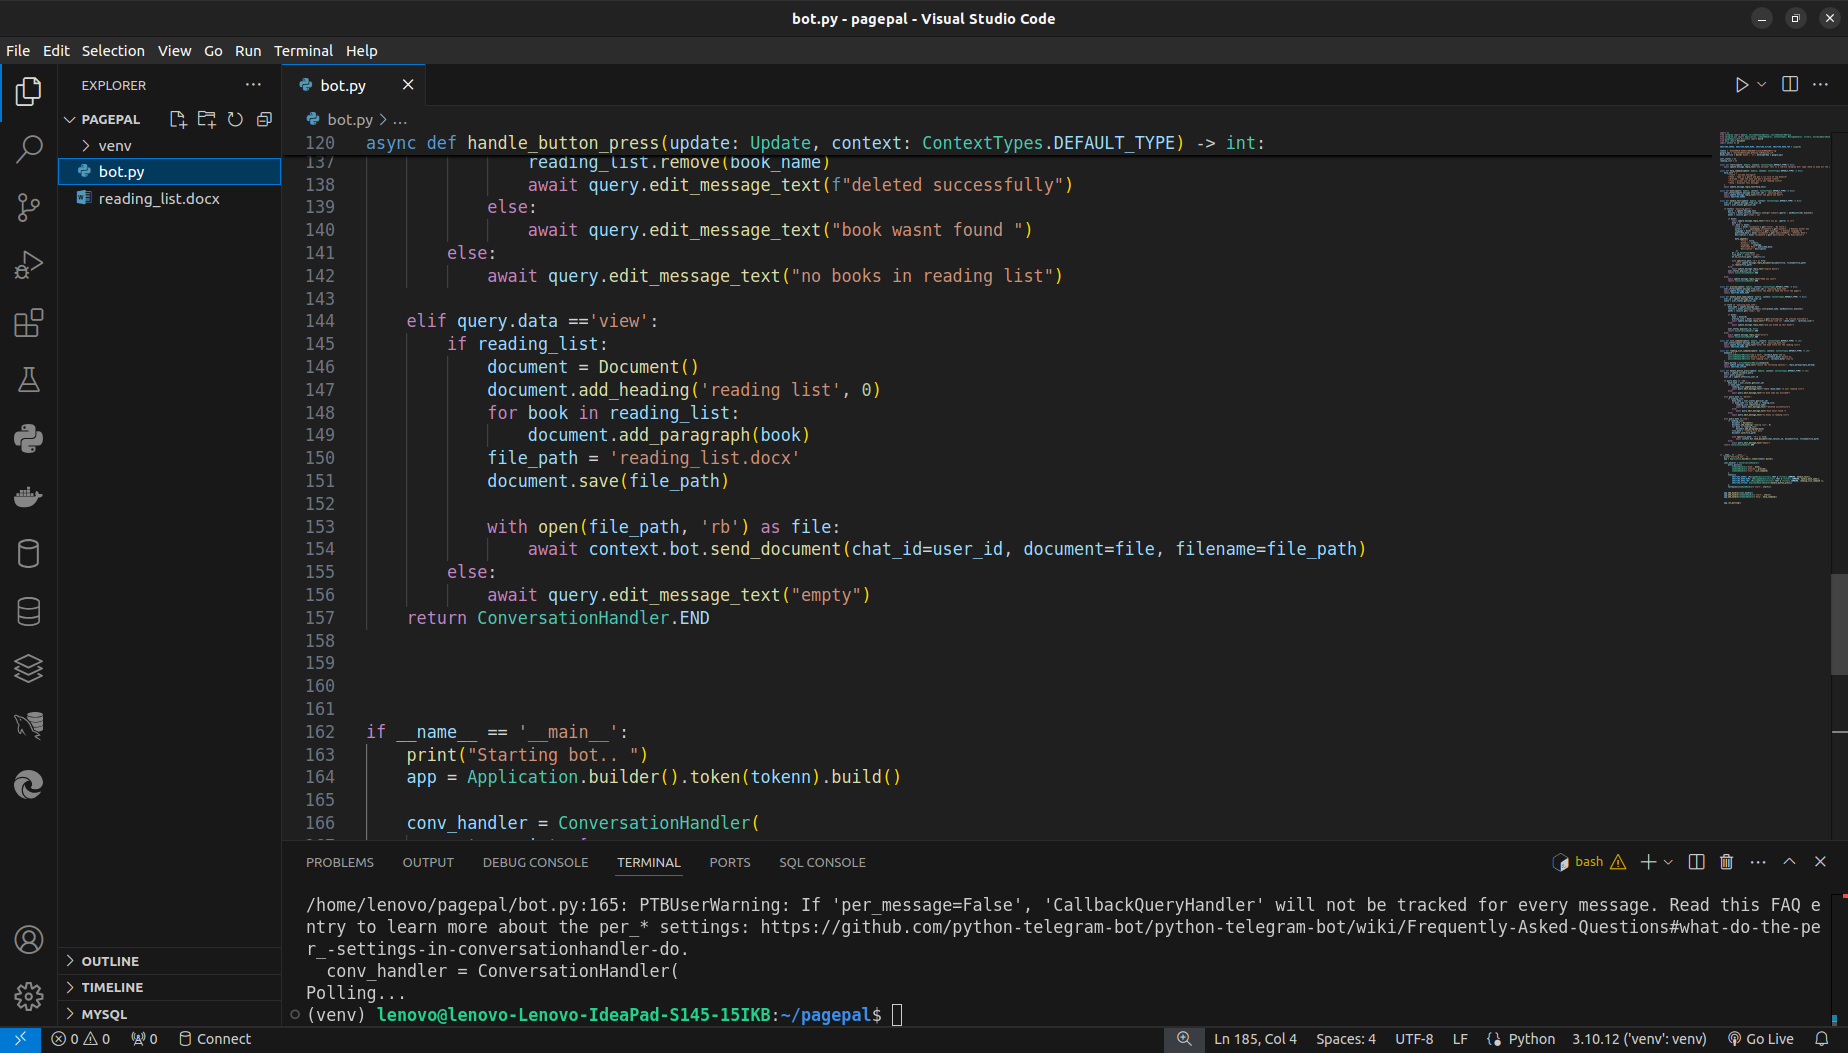 bot.py - pagepal - Visual Studio Code
File Edit Selection View Go Run Terminal Help
EXPLORER
bot.py
PAGEPAL
venv
bot.py
reading_list.docx
bot.py > ...
120 async def handle_button_press(update: Update, context: ContextTypes.DEFAULT_TYPE) -> int:
137 reading_list.remove(book_name)
138 await query.edit_message_text(f"deleted successfully")
139 else:
140 await query.edit_message_text("book wasnt found ")
141 else:
142 await query.edit_message_text("no books in reading list")
143
144 elif query.data =='view':
145 if reading_list:
146 document = Document()
147 document.add_heading('reading list', 0)
148 for book in reading_list:
149 document.add_paragraph(book)
150 file_path = 'reading_list.docx'
151 document.save(file_path)
152
153 with open(file_path, 'rb') as file:
154 await context.bot.send_document(chat_id=user_id, document=file, filename=file_path)
155 else:
156 await query.edit_message_text("empty")
157 return ConversationHandler.END
158
159
160
161
162 if __name__ == '__main__':
163 print("Starting bot.. ")
164 app = Application.builder().token(tokenn).build()
165
166 conv_handler = ConversationHandler(
PROBLEMS OUTPUT DEBUG CONSOLE TERMINAL PORTS SQL CONSOLE
bash
/home/lenovo/pagepal/bot.py:165: PTBUserWarning: If 'per_message=False', 'CallbackQueryHandler' will not be tracked for every message. Read this FAQ e
ntry to learn more about the per_* settings: https://github.com/python-telegram-bot/python-telegram-bot/wiki/Frequently-Asked-Questions#what-do-the-pe
r_-settings-in-conversationhandler-do.
conv_handler = ConversationHandler(
Polling...
(venv) lenovo@lenovo-Lenovo-IdeaPad-S145-15IKB:~/pagepal$
OUTLINE
TIMELINE
MYSQL
0 0 0 Connect Ln 185, Col 4 Spaces: 4 UTF-8 LF Python 3.10.12 ('venv': venv) Go Live